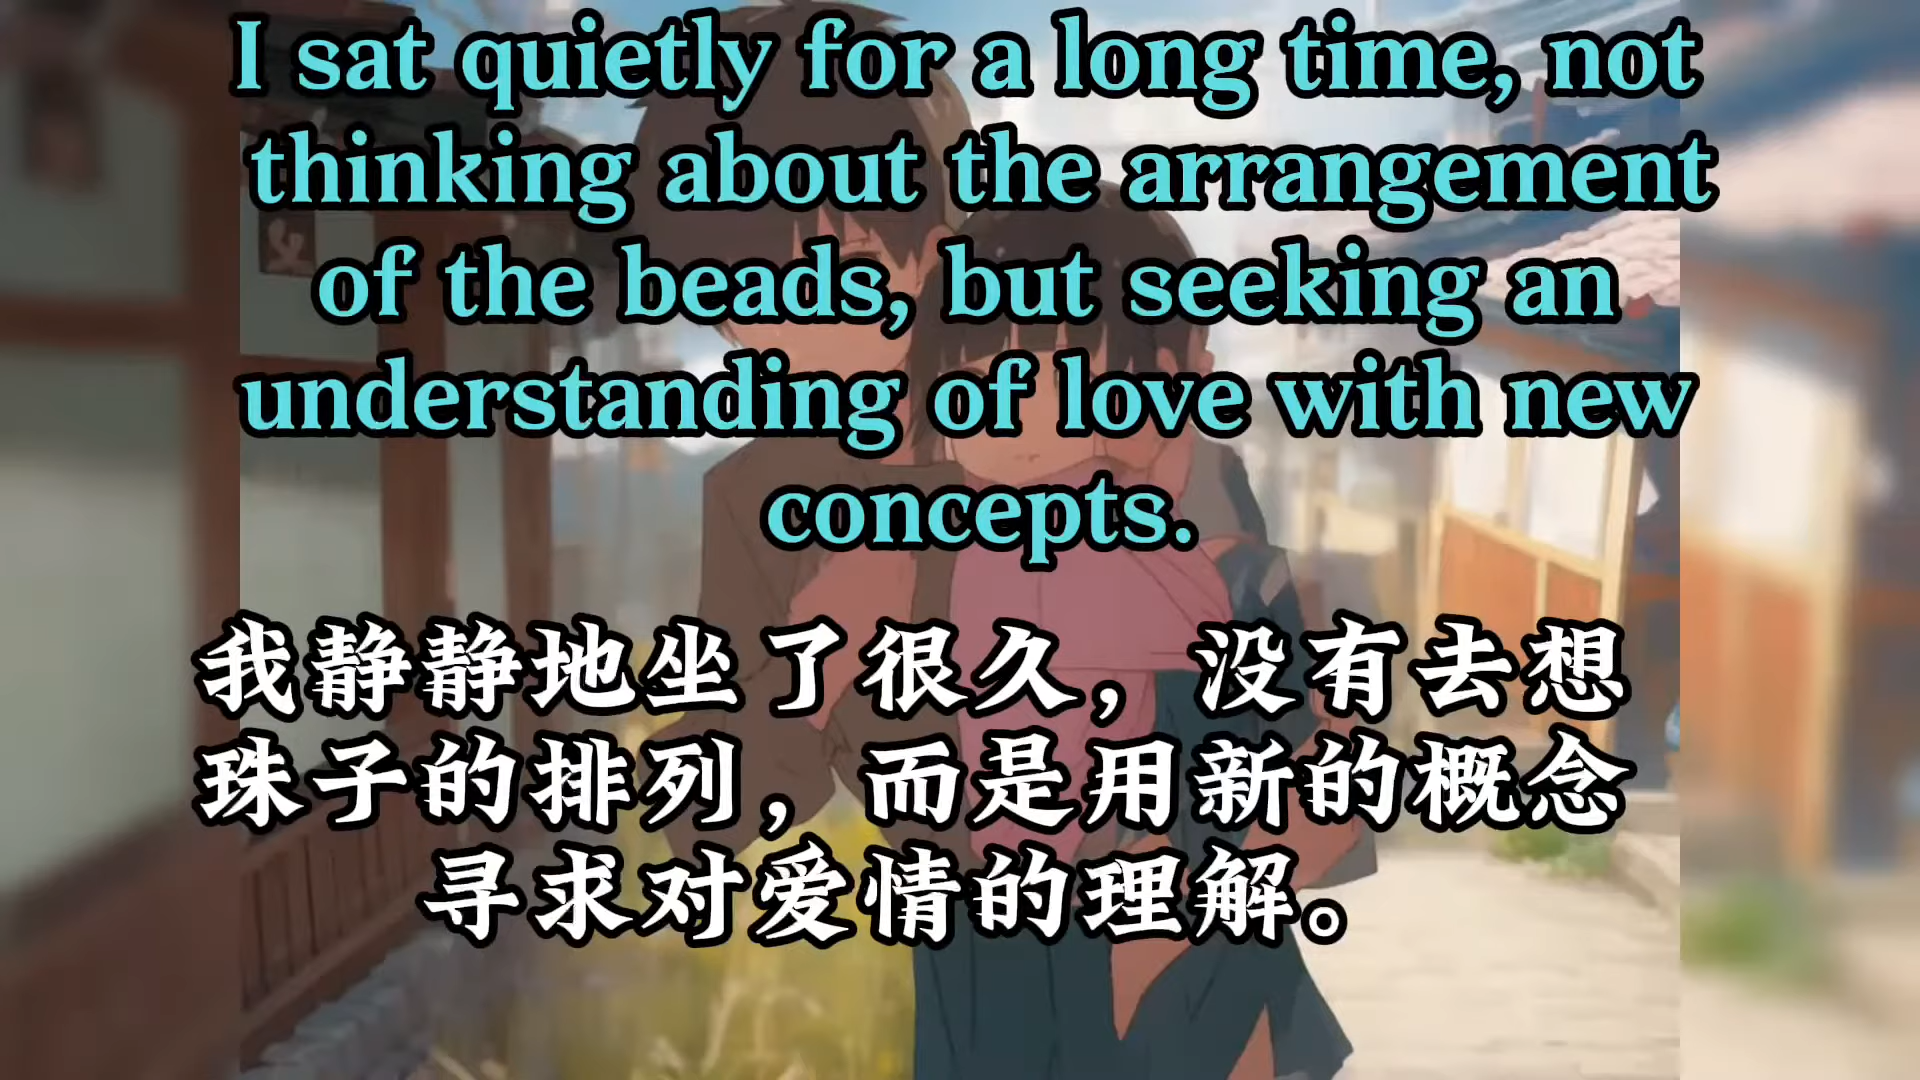 I sat quietly for a long time, not
thinking about the arrangement
of the beads, but seeking an
understanding of love with new
concepts.
我静静地坐了很久，没有去想
珠子的排列，而是用新的概念
寻求对爱情的理解。